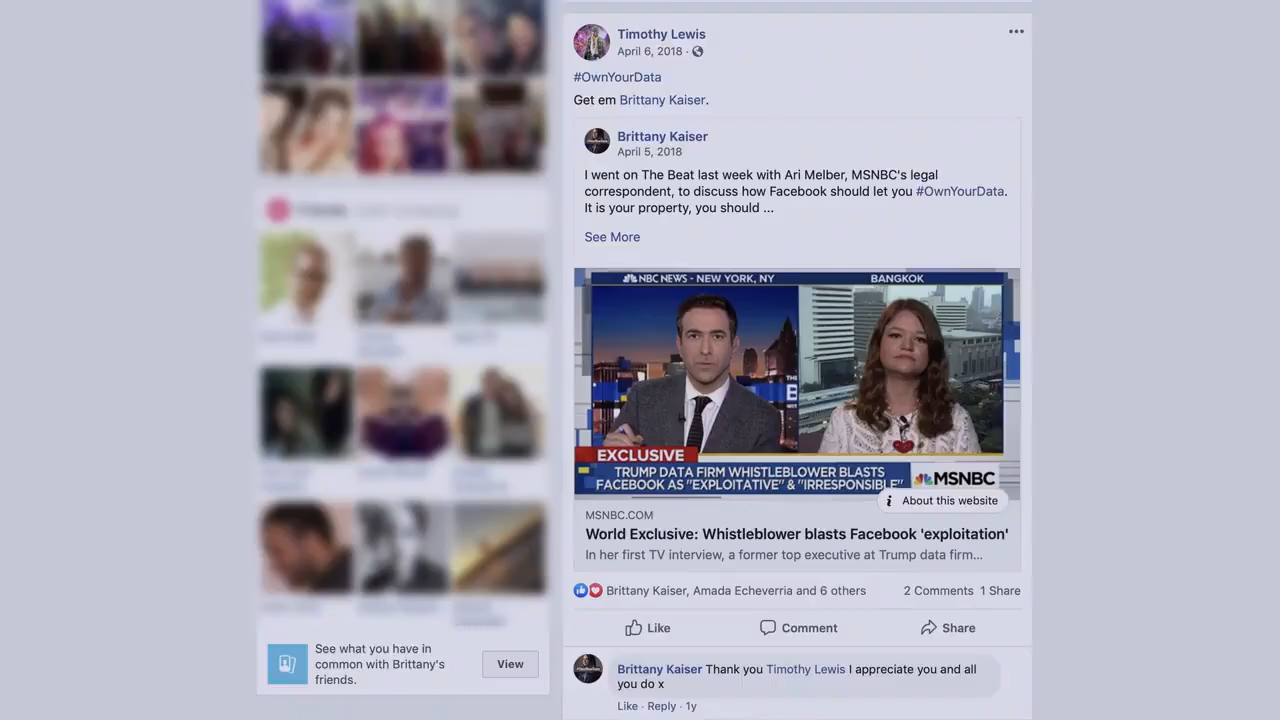 Timothy Lewis
April 6, 2018 ·
#OwnYourData
Get em Brittany Kaiser.
Brittany Kaiser
April 5, 2018
I went on The Beat last week with Ari Melber, MSNBC's legal
correspondent, to discuss how Facebook should let you #OwnYourData.
It is your property, you should ...
See More
NBC NEWS - NEW YORK, NY
BANGKOK
EXCLUSIVE
TRUMP DATA FIRM WHISTLEBLOWER BLASTS
FACEBOOK AS "EXPLOITATIVE" & "IRRESPONSIBLE"
MSNBC
About this website
MSNBC.COM
World Exclusive: Whistleblower blasts Facebook 'exploitation'
In her first TV interview, a former top executive at Trump data firm...
Brittany Kaiser, Amada Echeverria and 6 others
2 Comments 1 Share
Like
Comment
Share
Brittany Kaiser Thank you Timothy Lewis I appreciate you and all
you do x
Like · Reply · 1y
See what you have in
common with Brittany's
friends.
View